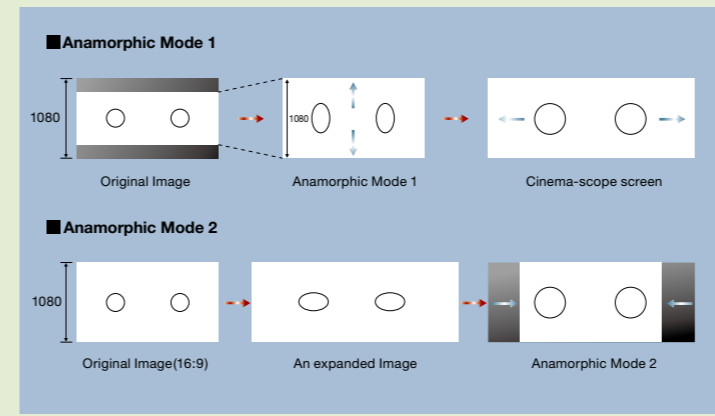 ■Anamorphic Mode 1
1080
1080
Original Image
Anamorphic Mode 1
Cinema-scope screen
■Anamorphic Mode 2
1080
Original Image(16:9)
An expanded Image
Anamorphic Mode 2